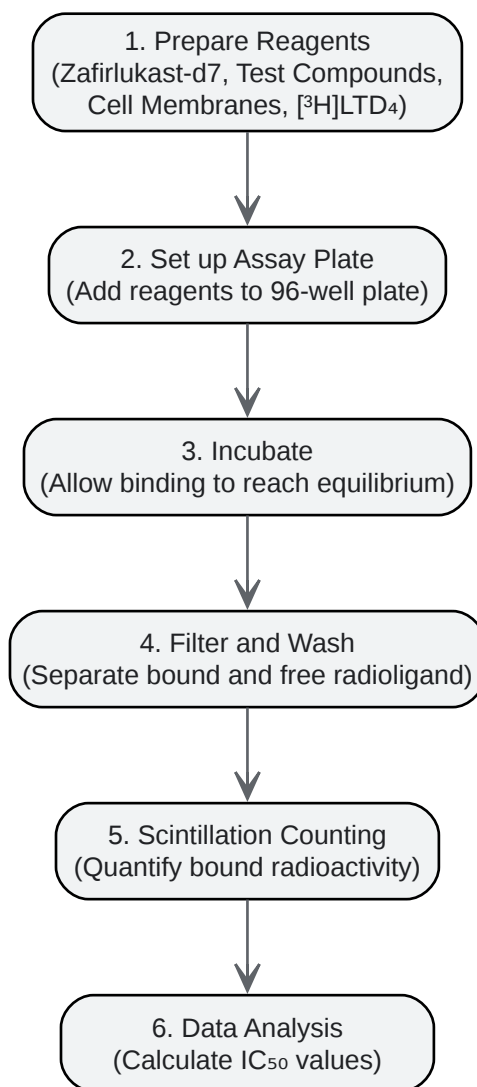 1. Prepare Reagents
(Zafirlukast-d7, Test Compounds,
Cell Membranes, [³H]LTD₄)
2. Set up Assay Plate
(Add reagents to 96-well plate)
3. Incubate
(Allow binding to reach equilibrium)
4. Filter and Wash
(Separate bound and free radioligand)
5. Scintillation Counting
(Quantify bound radioactivity)
6. Data Analysis
(Calculate IC₅₀ values)